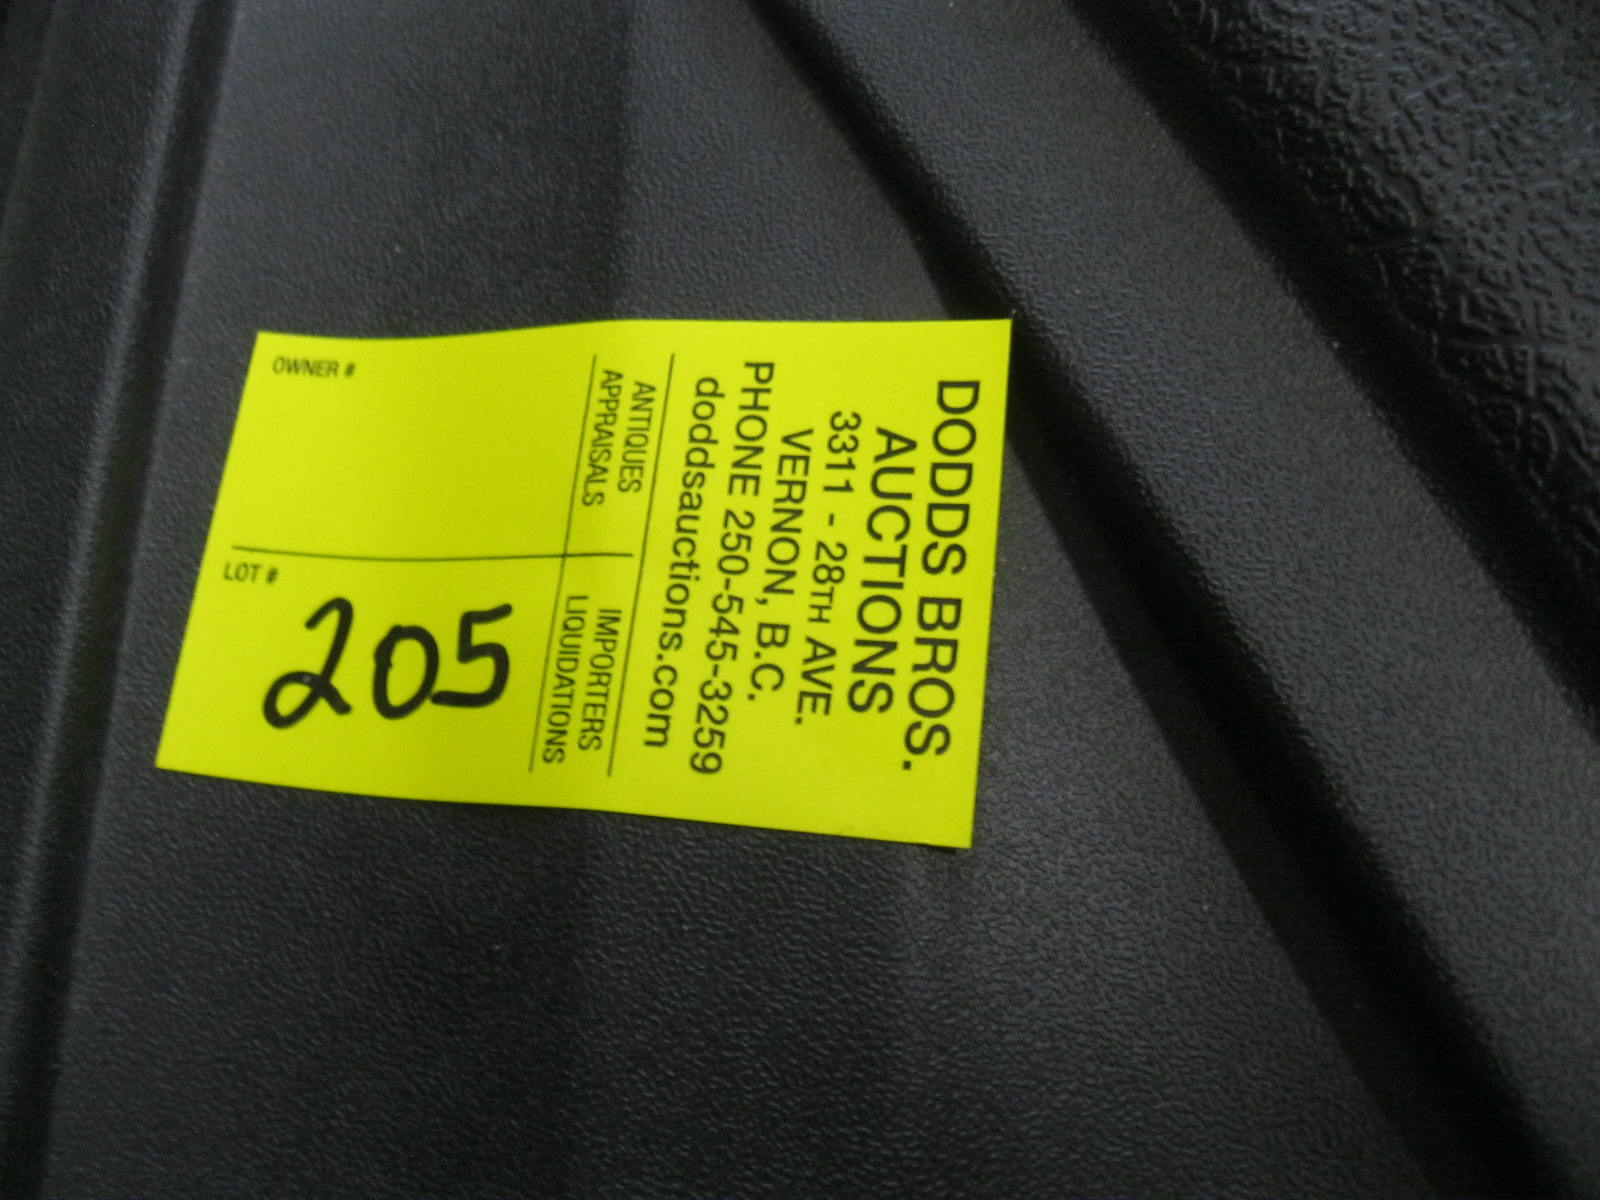 DODDS BROS.
AUCTIONS
3311 - 28TH AVE.
VERNON, B.C.
PHONE 250-545-3259
doddsauctions.com
ANTIQUES IMPORTERS
APPRAISALS LIQUIDATIONS
OWNER # LOT #
205